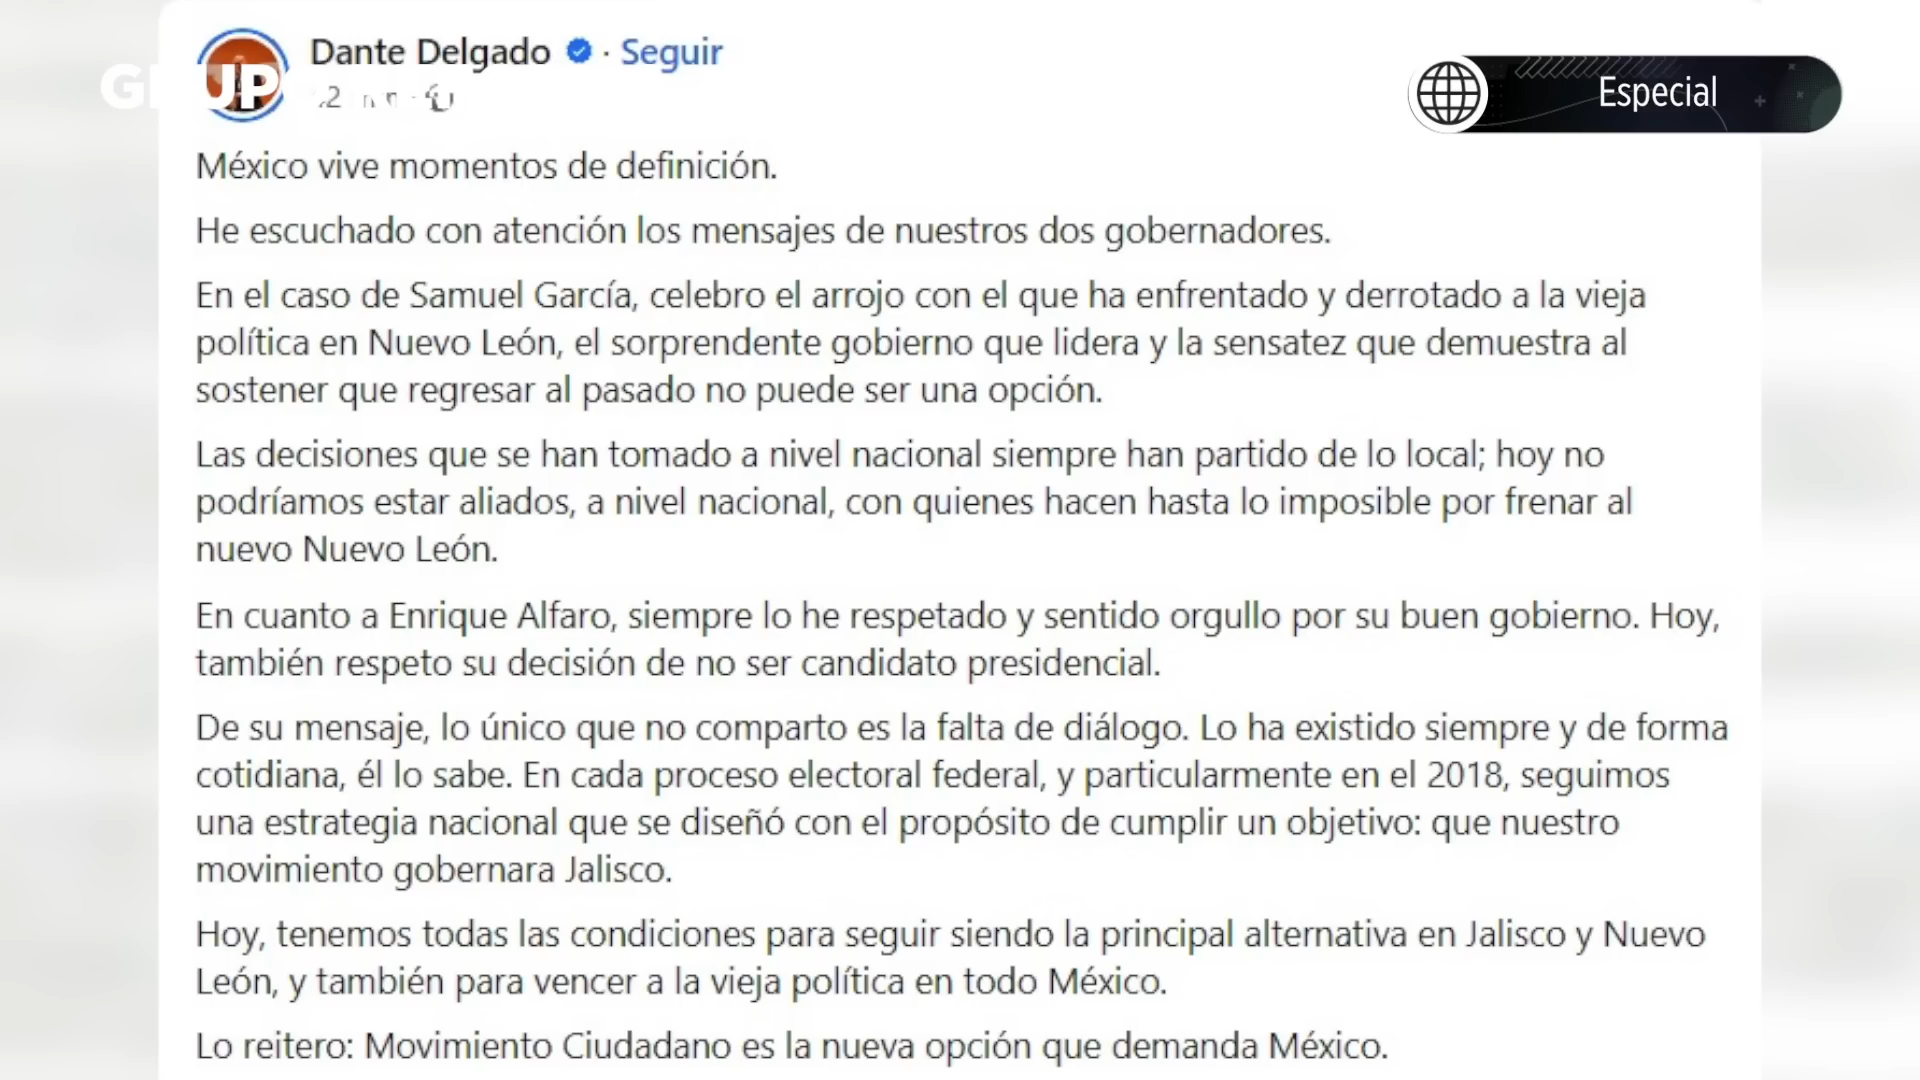 Dante Delgado · Seguir
Especial
México vive momentos de definición.
He escuchado con atención los mensajes de nuestros dos gobernadores.
En el caso de Samuel García, celebro el arrojo con el que ha enfrentado y derrotado a la vieja
política en Nuevo León, el sorprendente gobierno que lidera y la sensatez que demuestra al
sostener que regresar al pasado no puede ser una opción.
Las decisiones que se han tomado a nivel nacional siempre han partido de lo local; hoy no
podríamos estar aliados, a nivel nacional, con quienes hacen hasta lo imposible por frenar al
nuevo Nuevo León.
En cuanto a Enrique Alfaro, siempre lo he respetado y sentido orgullo por su buen gobierno. Hoy,
también respeto su decisión de no ser candidato presidencial.
De su mensaje, lo único que no comparto es la falta de diálogo. Lo ha existido siempre y de forma
cotidiana, él lo sabe. En cada proceso electoral federal, y particularmente en el 2018, seguimos
una estrategia nacional que se diseñó con el propósito de cumplir un objetivo: que nuestro
movimiento gobernara Jalisco.
Hoy, tenemos todas las condiciones para seguir siendo la principal alternativa en Jalisco y Nuevo
León, y también para vencer a la vieja política en todo México.
Lo reitero: Movimiento Ciudadano es la nueva opción que demanda México.